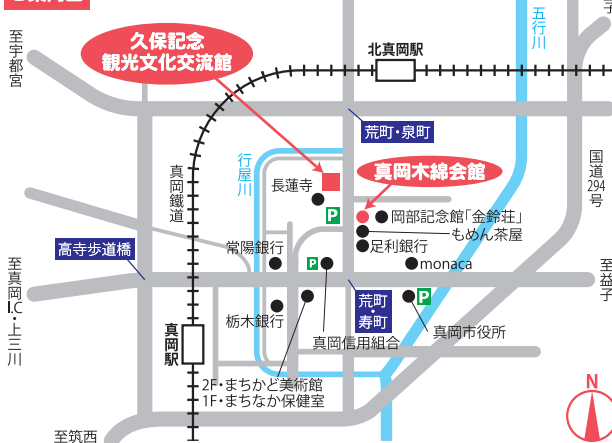 至宇都宮
久保記念
観光文化交流館
北真岡駅
五行川
荒町・泉町
行屋川
真岡鐵道
長蓮寺
P
真岡木綿会館
国道294号
岡部記念館「金鈴荘」
もめん茶屋
足利銀行
高寺歩道橋
常陽銀行
P
monaca
至益子
至真岡I.C・上三川
荒町
・
寿町
P
栃木銀行
真岡信用組合
真岡市役所
真岡駅
2F・まちかど美術館
1F・まちなか保健室
至筑西
N